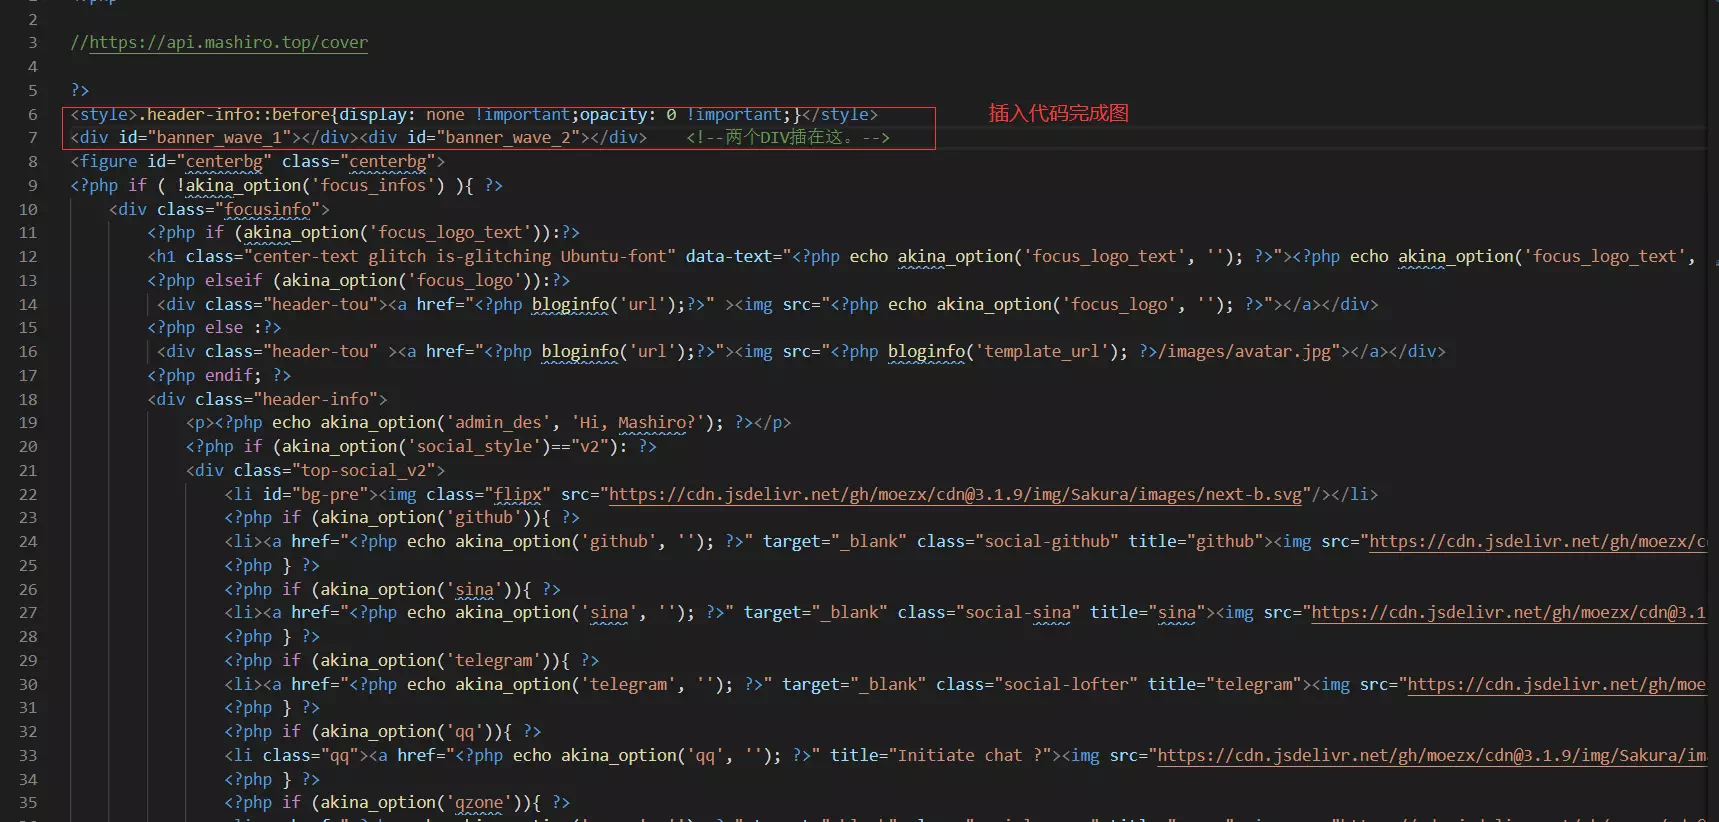 2
3 //https://api.mashiro.top/cover
4
5 ?>
6 <style>.header-info::before{display: none !important;opacity: 0 !important;}</style> 插入代码完成图
7 <div id="banner_wave_1"></div><div id="banner_wave_2"></div> <!--两个DIV插在这。-->
8 <figure id="centerbg" class="centerbg">
9 <?php if ( !akina_option('focus_infos') ){ ?>
10 <div class="focusinfo">
11 <?php if (akina_option('focus_logo_text')):?>
12 <h1 class="center-text glitch is-glitching Ubuntu-font" data-text="<?php echo akina_option('focus_logo_text', ''); ?>"><?php echo akina_option('focus_logo_text',
13 <?php elseif (akina_option('focus_logo')):?>
14 <div class="header-tou"><a href="<?php bloginfo('url');?>" ><img src="<?php echo akina_option('focus_logo', ''); ?>"></a></div>
15 <?php else :?>
16 <div class="header-tou" ><a href="<?php bloginfo('url');?>"><img src="<?php bloginfo('template_url'); ?>/images/avatar.jpg"></a></div>
17 <?php endif; ?>
18 <div class="header-info">
19 <p><?php echo akina_option('admin_des', 'Hi, Mashiro?'); ?></p>
20 <?php if (akina_option('social_style')=="v2"): ?>
21 <div class="top-social_v2">
22 <li id="bg-pre"><img class="flipx" src="https://cdn.jsdelivr.net/gh/moezx/cdn@3.1.9/img/Sakura/images/next-b.svg"/></li>
23 <?php if (akina_option('github')){ ?>
24 <li><a href="<?php echo akina_option('github', ''); ?>" target="_blank" class="social-github" title="github"><img src="https://cdn.jsdelivr.net/gh/moezx/c
25 <?php } ?>
26 <?php if (akina_option('sina')){ ?>
27 <li><a href="<?php echo akina_option('sina', ''); ?>" target="_blank" class="social-sina" title="sina"><img src="https://cdn.jsdelivr.net/gh/moezx/cdn@3.1
28 <?php } ?>
29 <?php if (akina_option('telegram')){ ?>
30 <li><a href="<?php echo akina_option('telegram', ''); ?>" target="_blank" class="social-lofter" title="telegram"><img src="https://cdn.jsdelivr.net/gh/moe
31 <?php } ?>
32 <?php if (akina_option('qq')){ ?>
33 <li class="qq"><a href="<?php echo akina_option('qq', ''); ?>" title="Initiate chat ?"><img src="https://cdn.jsdelivr.net/gh/moezx/cdn@3.1.9/img/Sakura/im
34 <?php } ?>
35 <?php if (akina_option('qzone')){ ?>